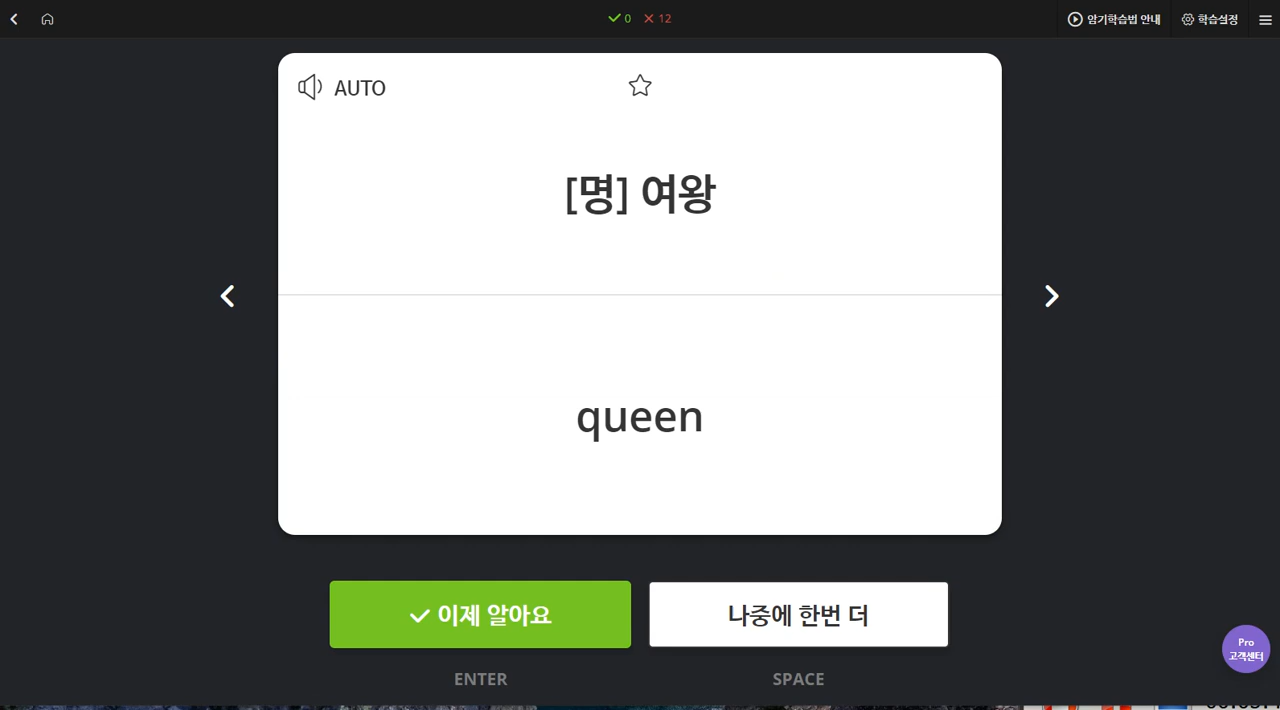 0 12 암기학습법 안내 학습설정
AUTO
[명] 여왕
queen
이제 알아요 나중에 한번 더
ENTER SPACE
Pro
고객센터